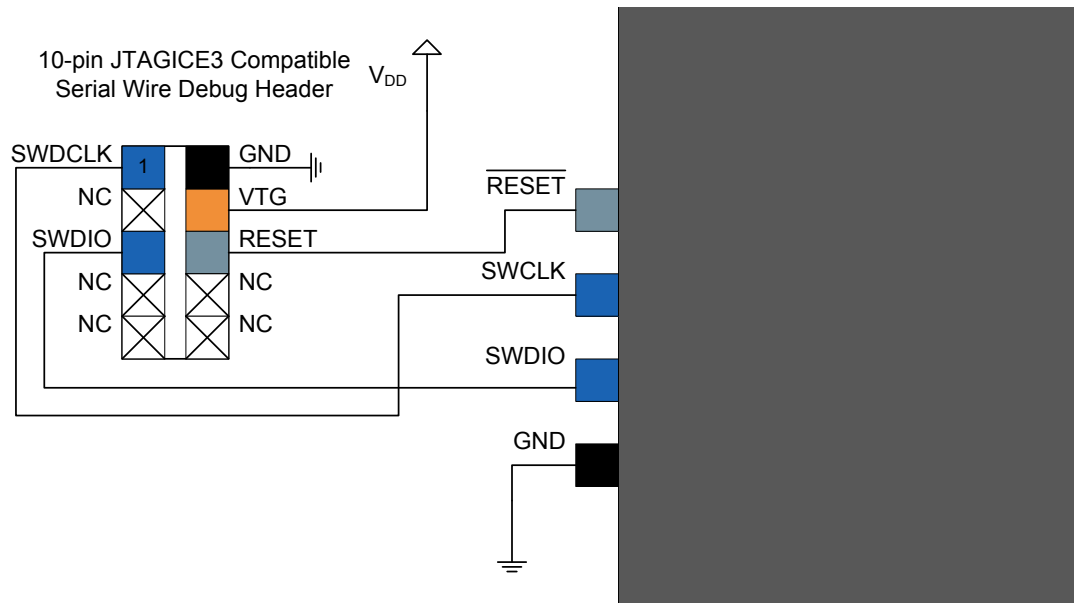 10-pin JTAGICE3 Compatible
Serial Wire Debug Header
VDD
SWDCLK
1
GND
NC
VTG
SWDIO
RESET
NC
NC
NC
NC
RESET
SWCLK
SWDIO
GND